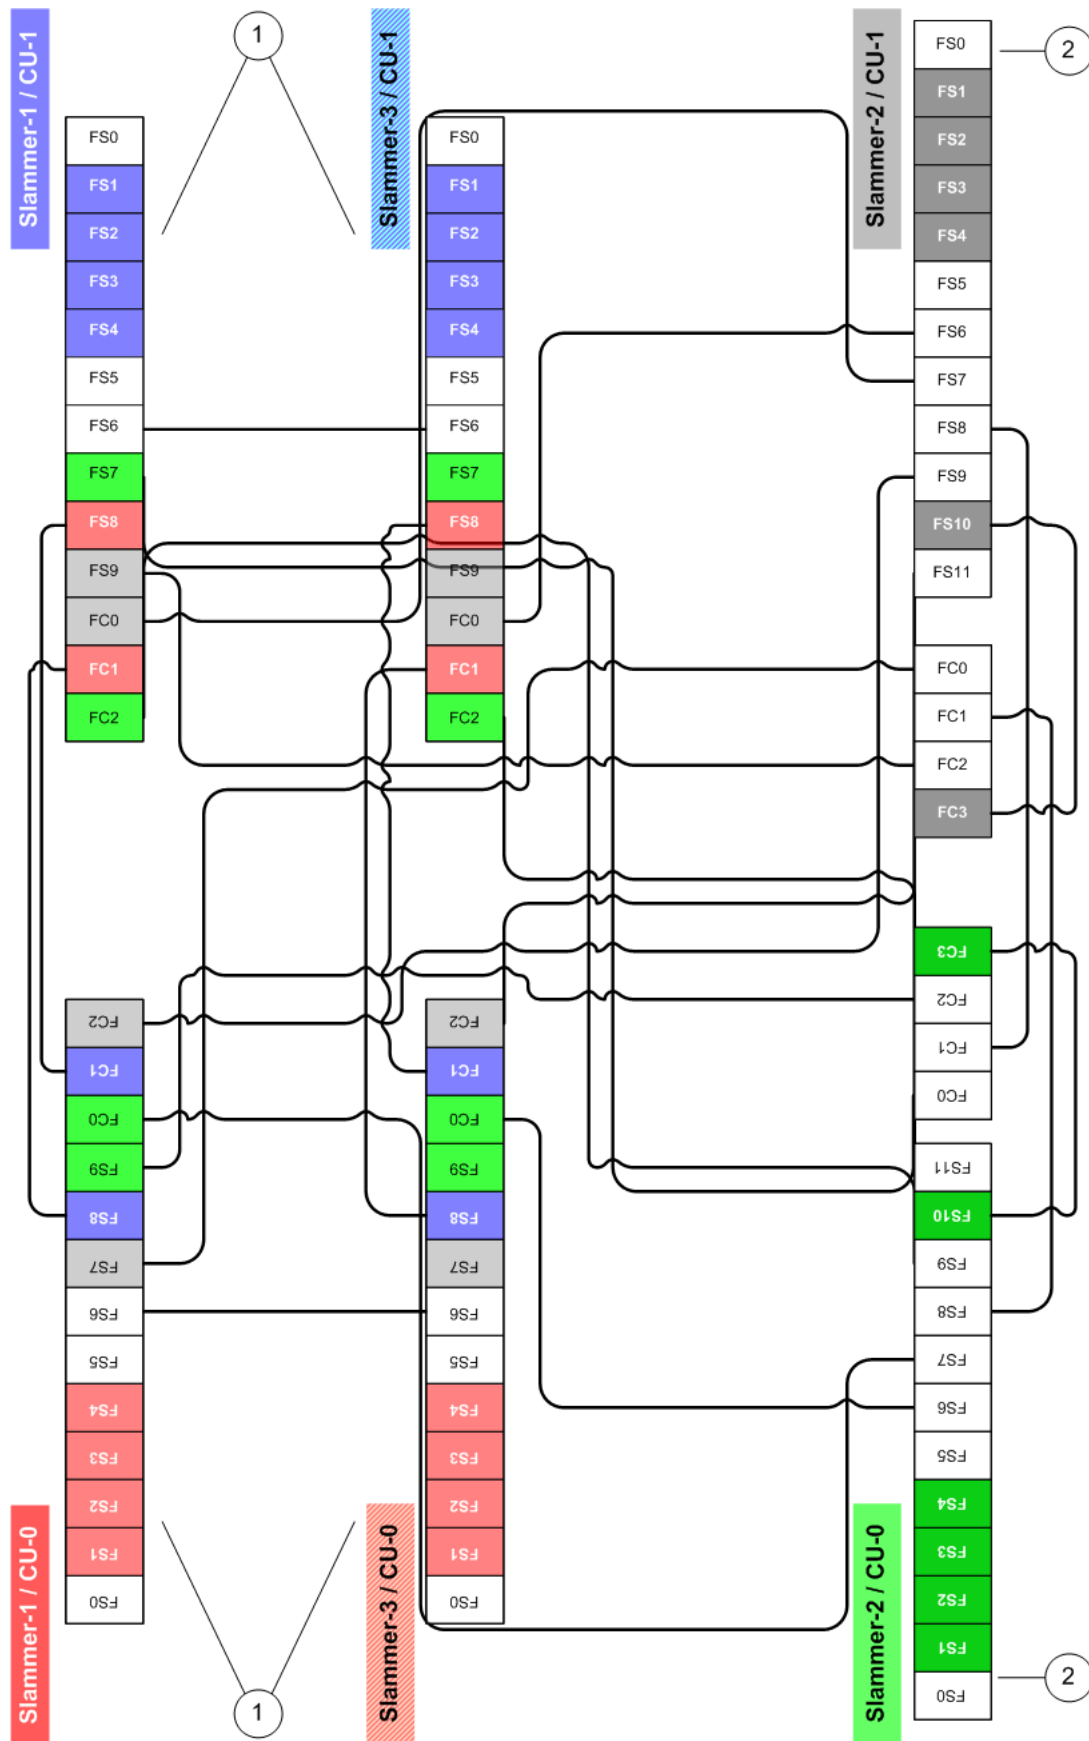 Slammer-1 / CU-1
1
Slammer-3 / CU-1
Slammer-2 / CU-1
2
FS0
FS1
FS2
FS3
FS4
FS5
FS6
FS7
FS8
FS9
FC0
FC1
FC2
FS0
FS1
FS2
FS3
FS4
FS5
FS6
FS7
FS8
FS9
FC0
FC1
FC2
FS0
FS1
FS2
FS3
FS4
FS5
FS6
FS7
FS8
FS9
FS10
FS11
FC0
FC1
FC2
FC3
FC2
FC1
FC0
FS9
FS8
FS7
FS6
FS5
FS4
FS3
FS2
FS1
FS0
FC2
FC1
FC0
FS9
FS8
FS7
FS6
FS5
FS4
FS3
FS2
FS1
FS0
FC3
FC2
FC1
FC0
FS11
FS10
FS9
FS8
FS7
FS6
FS5
FS4
FS3
FS2
FS1
FS0
Slammer-1 / CU-0
1
Slammer-3 / CU-0
Slammer-2 / CU-0
2